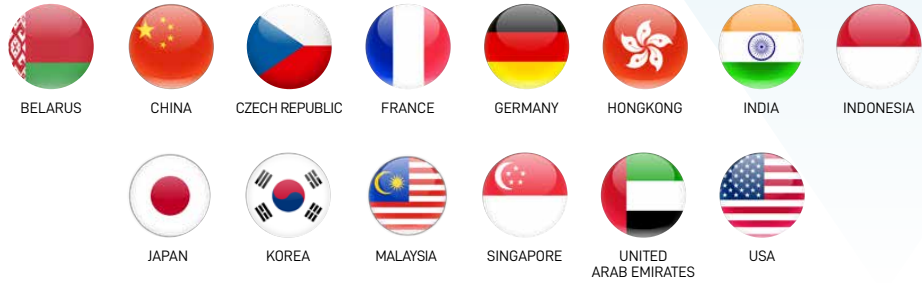 BELARUS
CHINA
CZECH REPUBLIC
FRANCE
GERMANY
HONGKONG
INDIA
INDONESIA
JAPAN
KOREA
MALAYSIA
SINGAPORE
UNITED
ARAB EMIRATES
USA